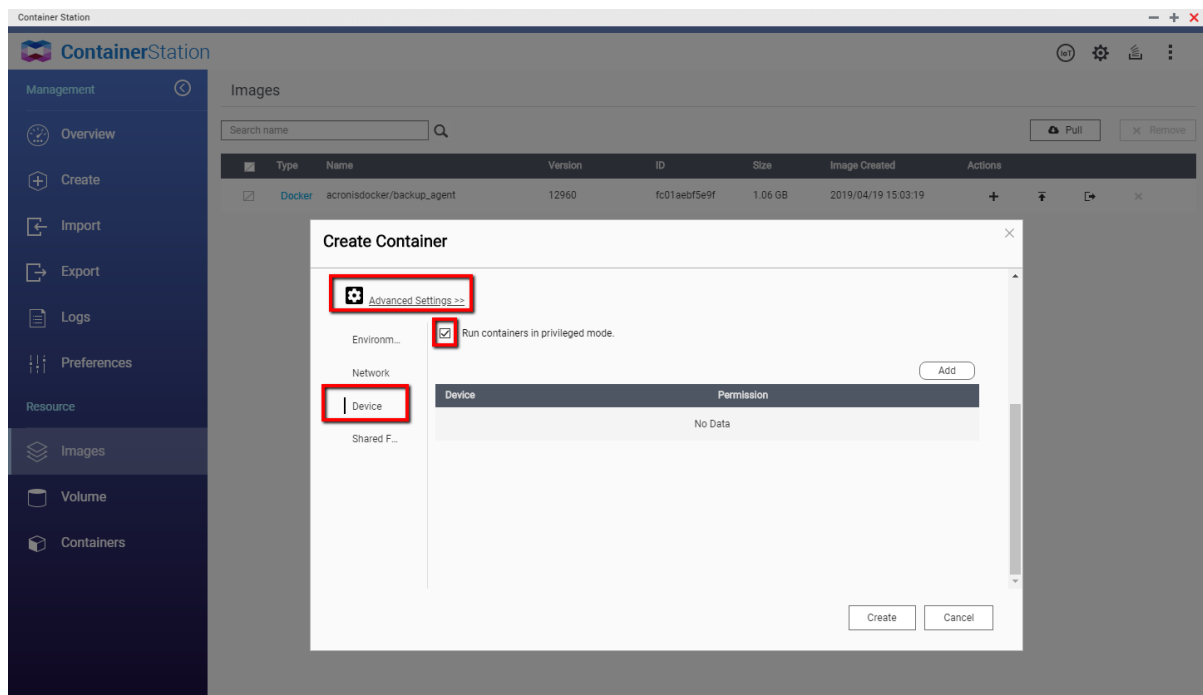 Container Station
ContainerStation
IoT
Management
Overview
Create
Import
Export
Logs
Preferences
Resource
Images
Volume
Containers
Images
Search name
Pull
Remove
Type Name Version ID Size Image Created Actions
Docker acronisdocker/backup_agent 12960 fc01aebf5e9f 1.06 GB 2019/04/19 15:03:19
Create Container
Advanced Settings >>
Environm...
Network
Device
Shared F...
Run containers in privileged mode.
Add
Device Permission
No Data
Create Cancel